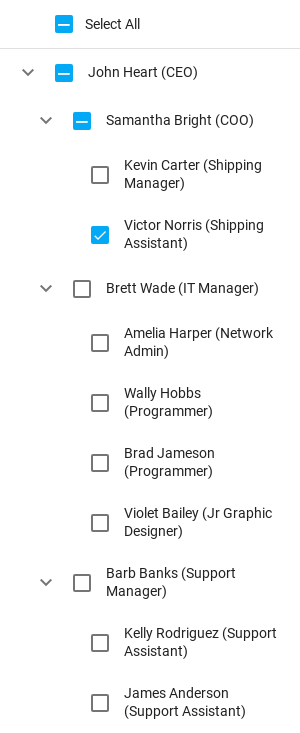 Select All
John Heart (CEO)
Samantha Bright (COO)
Kevin Carter (Shipping
Manager)
Victor Norris (Shipping
Assistant)
Brett Wade (IT Manager)
Amelia Harper (Network
Admin)
Wally Hobbs
(Programmer)
Brad Jameson
(Programmer)
Violet Bailey (Jr Graphic
Designer)
Barb Banks (Support
Manager)
Kelly Rodriguez (Support
Assistant)
James Anderson
(Support Assistant)